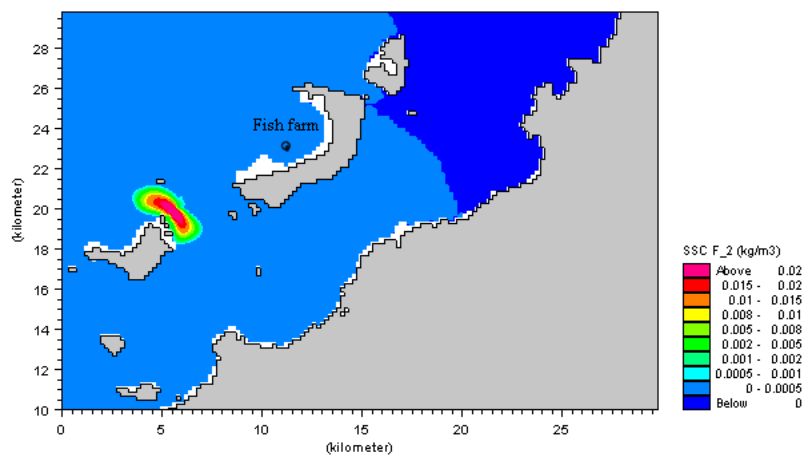 28
26
24
22
20
18
16
14
12
10
(kilometer)
Fish farm
0 5 10 15 20 25
(kilometer)
SSC F_2 (kg/m3)
Above 0.02
0.015 - 0.02
0.01 - 0.015
0.008 - 0.01
0.005 - 0.008
0.002 - 0.005
0.001 - 0.002
0.0005 - 0.001
0 - 0.0005
Below 0